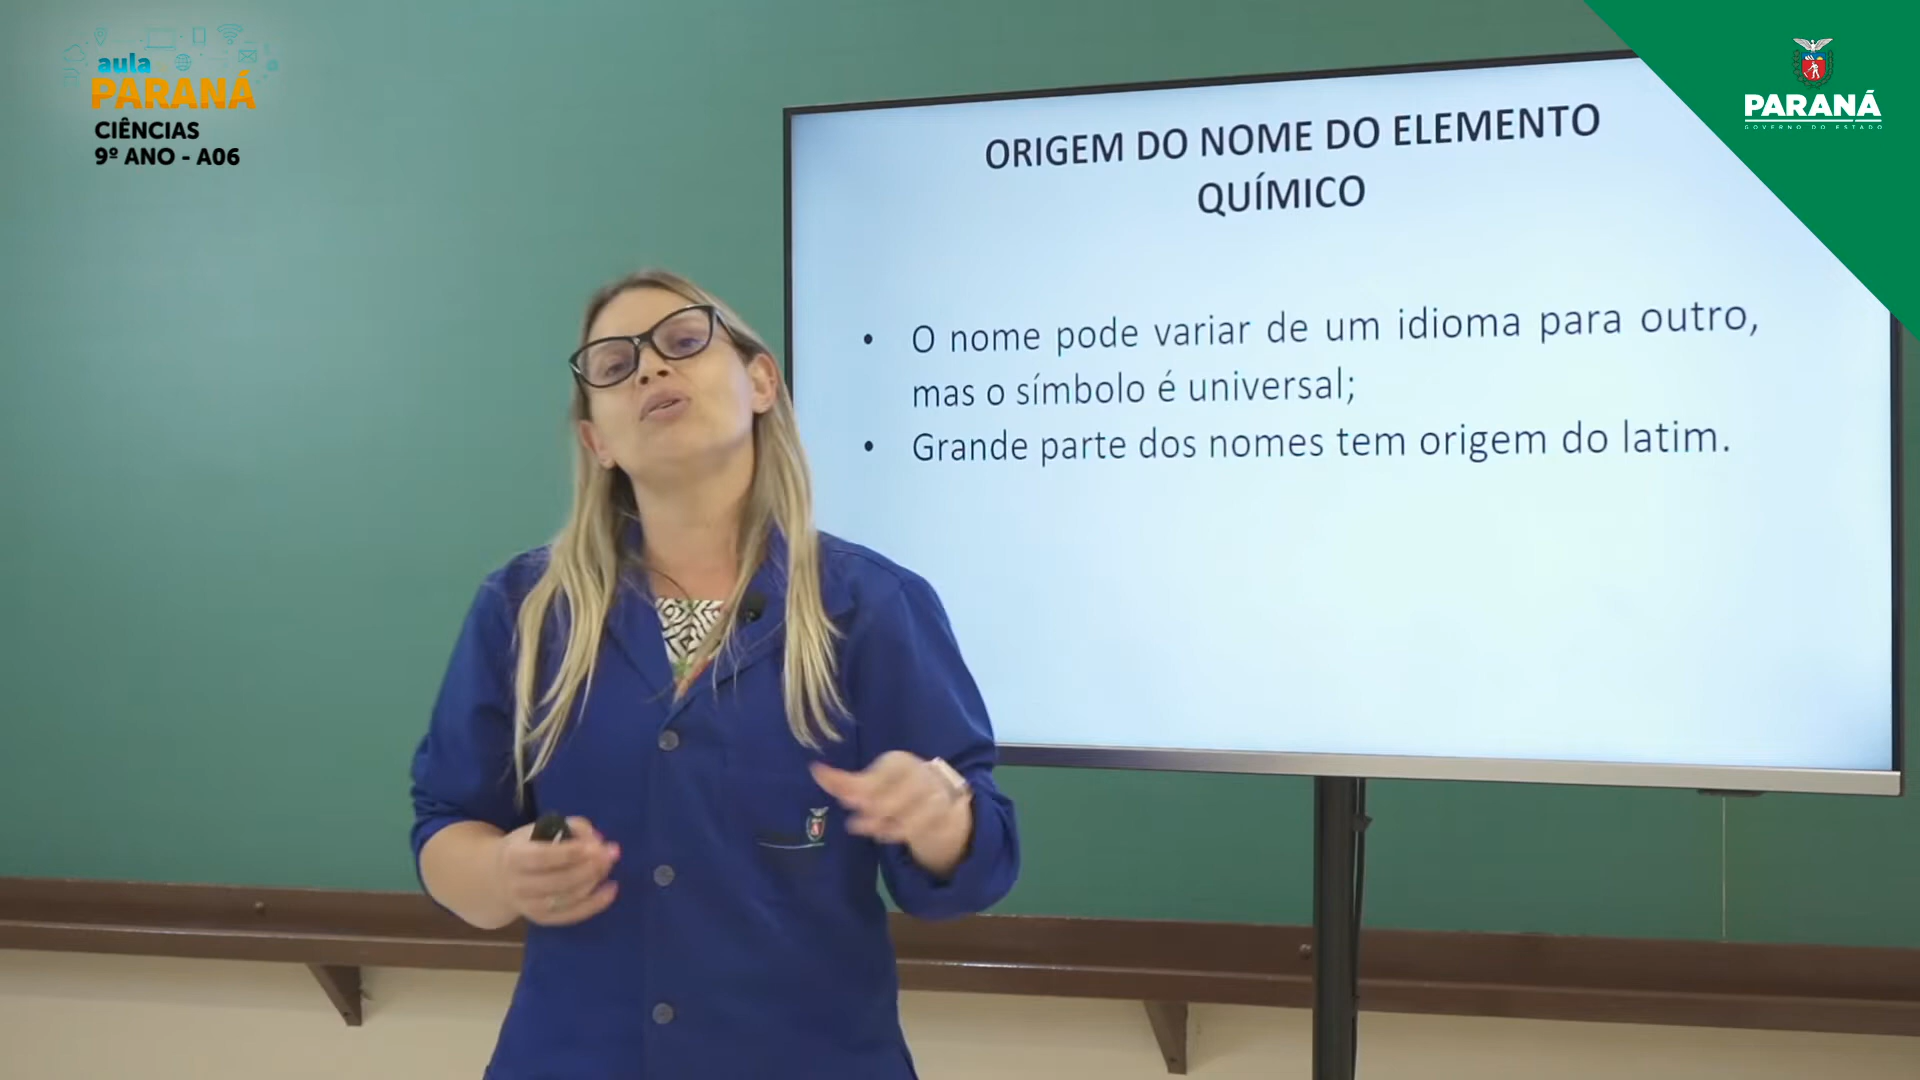 aula
PARANÁ
CIÊNCIAS
9º ANO - A06
PARANÁ
GOVERNO DO ESTADO
ORIGEM DO NOME DO ELEMENTO
QUÍMICO
• O nome pode variar de um idioma para outro,
mas o símbolo é universal;
• Grande parte dos nomes tem origem do latim.